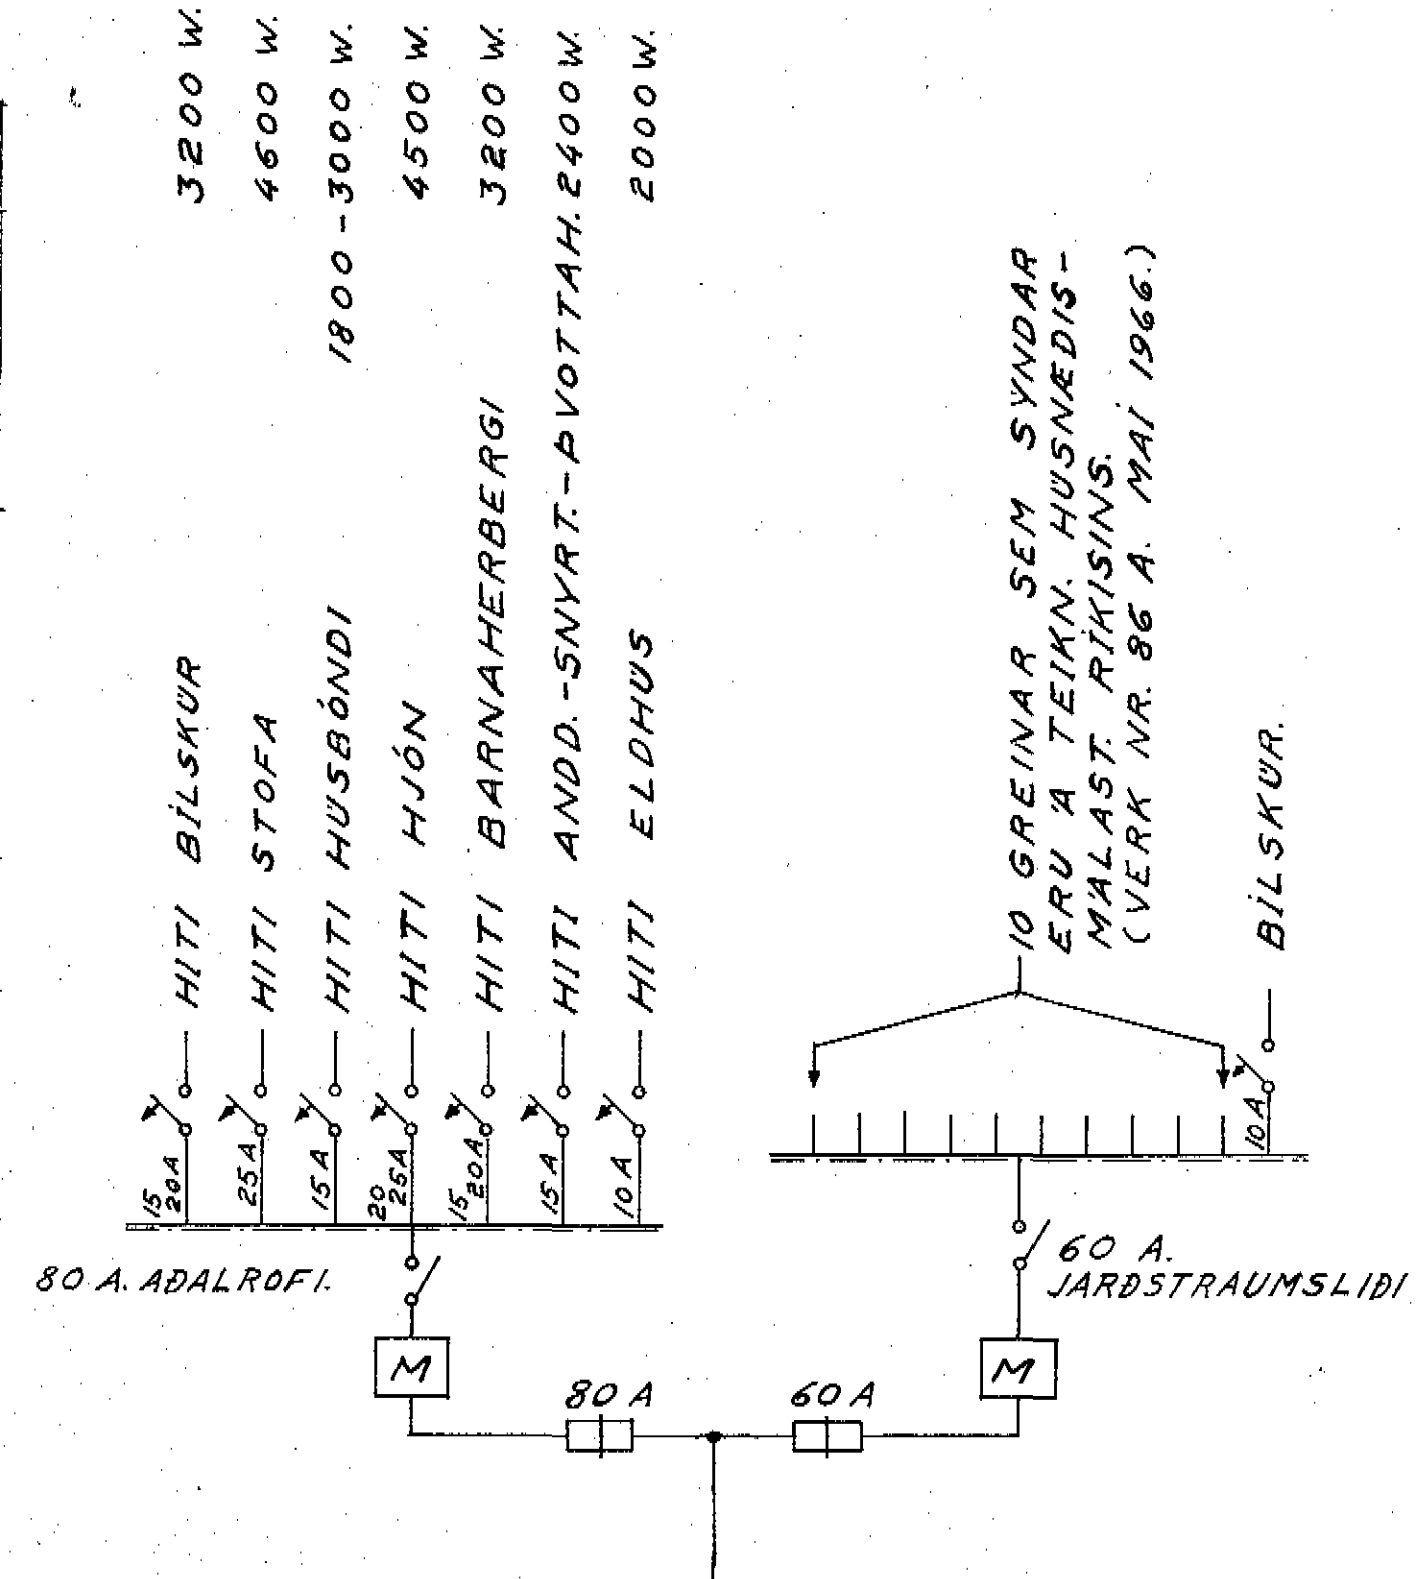 HITI BÍLSKÚR 3200 W.
HITI STOFA 4600 W.
HITI HÚSBÓNDI 1800-3000 W.
HITI HJÓN 4500 W.
HITI BARNAHERBERGI 3200 W.
HITI ANDD.-SNYRT.-ÞVOTTAH. 2400 W.
HITI ELDHÚS 2000 W.
15
20A
25A
15A
20
25A
15
20A
15A
10A
80 A. AÐALROFI.
M
80 A
10 GREINAR SEM SÝNDAR
ERU Á TEIKN. HÚSNÆDIS-
MÁLAST. RÍKISINS.
(VERK NR. 86 A. MAÍ 1966.)
BÍLSKÚR.
10A
60 A.
JARÐSTRAUMSLIÐI
M
60 A